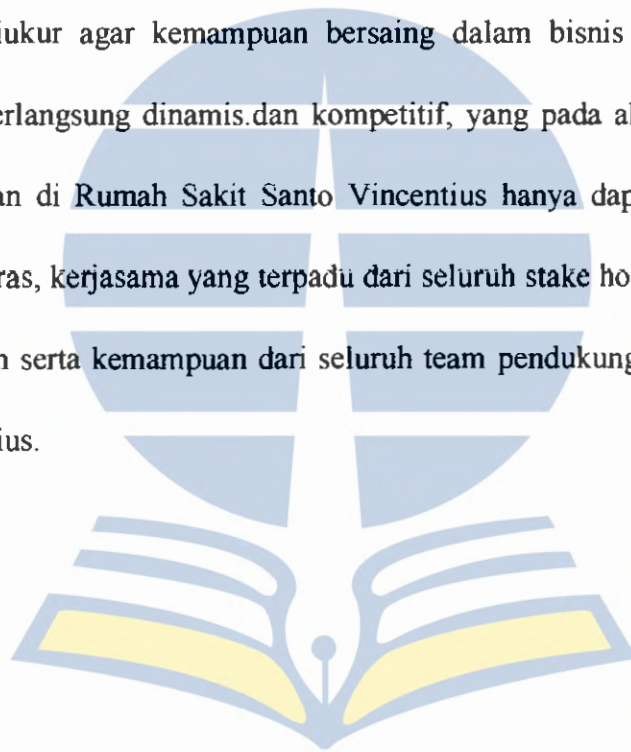 iukur agar kemampuan bersaing dalam bisnis
erlangsung dinamis.dan kompetitif, yang pada al
an di Rumah Sakit Santo Vincentius hanya dap
ras, kerjasama yang terpadu dari seluruh stake ho
n serta kemampuan dari seluruh team pendukung
ius.